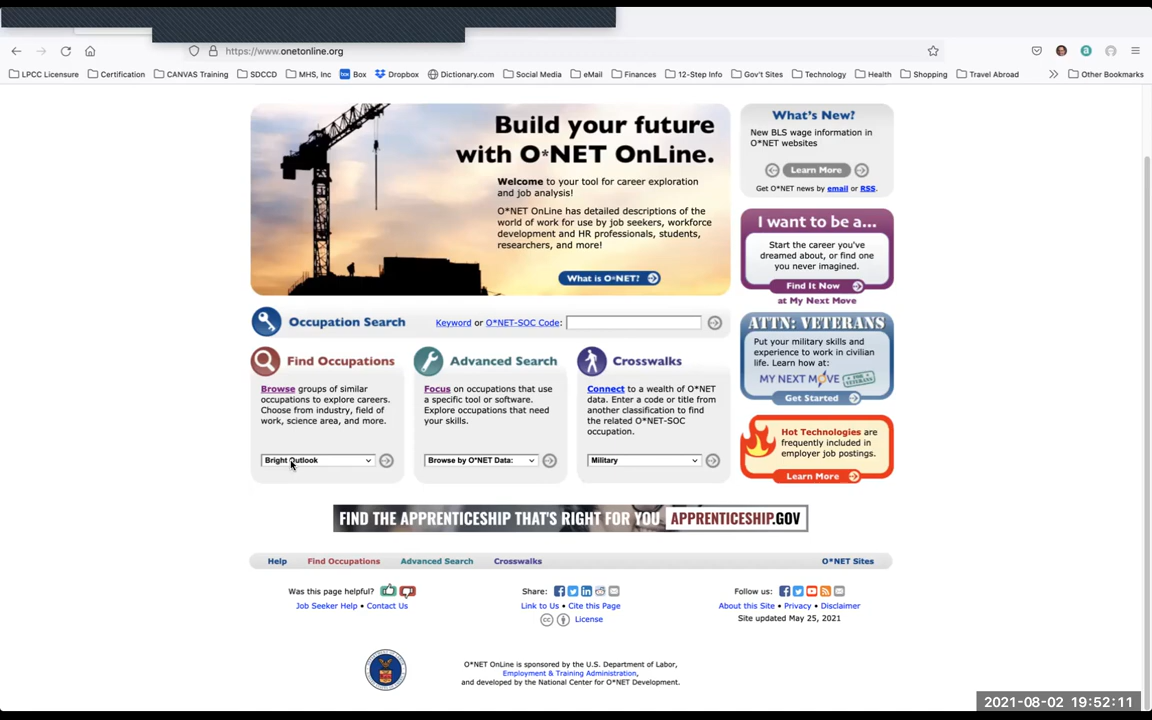 https://www.onetonline.org
LPCC Licensure Certification CANVAS Training SDCCD MHS, Inc Box Dropbox Dictionary.com Social Media eMail Finances 12-Step Info Gov't Sites Technology Health Shopping Travel Abroad Other Bookmarks
Build your future
with O*NET OnLine.
Welcome to your tool for career exploration
and job analysis!
O*NET OnLine has detailed descriptions of the
world of work for use by job seekers, workforce
development and HR professionals, students,
researchers, and more!
What is O*NET?
What's New?
New BLS wage information in
O*NET websites
Learn More
Get O*NET news by email or RSS.
I want to be a...
Start the career you've
dreamed about, or find one
you never imagined.
Find It Now
at My Next Move
Occupation Search
Keyword or O*NET-SOC Code:
ATTN: VETERANS
Put your military skills and
experience to work in civilian
life. Learn how at:
MY NEXT MOVE FOR VETERANS
Get Started
Find Occupations
Browse groups of similar
occupations to explore careers.
Choose from industry, field of
work, science area, and more.
Bright Outlook
Advanced Search
Focus on occupations that use
a specific tool or software.
Explore occupations that need
your skills.
Browse by O*NET Data:
Crosswalks
Connect to a wealth of O*NET
data. Enter a code or title from
another classification to find
the related O*NET-SOC
occupation.
Military
Hot Technologies are
frequently included in
employer job postings.
Learn More
FIND THE APPRENTICESHIP THAT'S RIGHT FOR YOU APPRENTICESHIP.GOV
Help Find Occupations Advanced Search Crosswalks O*NET Sites
Was this page helpful?
Job Seeker Help • Contact Us
Share:
Link to Us • Cite this Page
License
Follow us:
About this Site • Privacy • Disclaimer
Site updated May 25, 2021
O*NET OnLine is sponsored by the U.S. Department of Labor,
Employment & Training Administration,
and developed by the National Center for O*NET Development.
2021-08-02 19:52:11